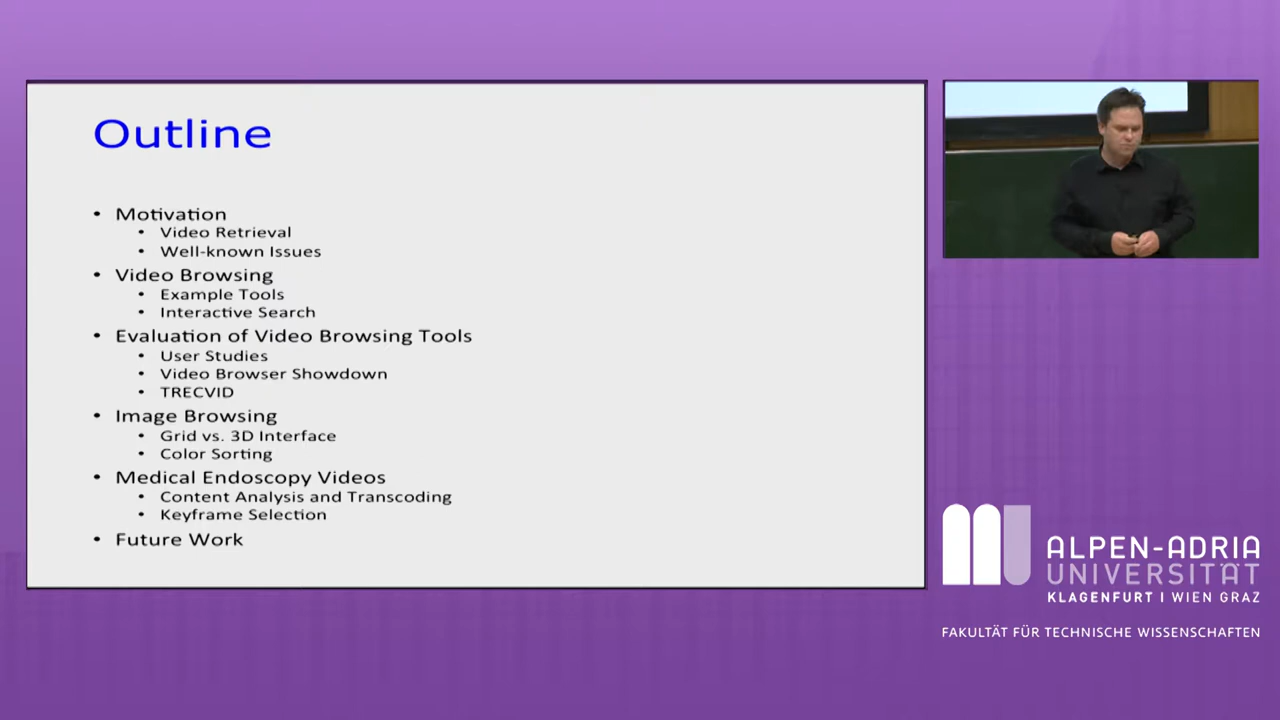 Outline
• Motivation
• Video Retrieval
• Well-known Issues
• Video Browsing
• Example Tools
• Interactive Search
• Evaluation of Video Browsing Tools
• User Studies
• Video Browser Showdown
• TRECVID
• Image Browsing
• Grid vs. 3D Interface
• Color Sorting
• Medical Endoscopy Videos
• Content Analysis and Transcoding
• Keyframe Selection
• Future Work
ALPEN-ADRIA
UNIVERSITÄT
KLAGENFURT I WIEN GRAZ
FAKULTÄT FÜR TECHNISCHE WISSENSCHAFTEN